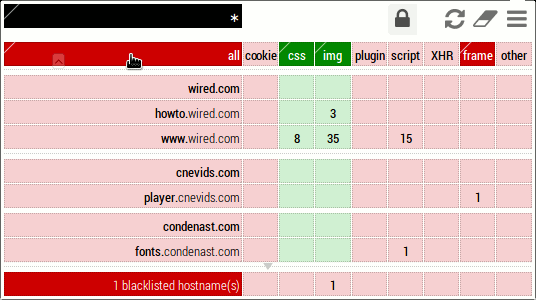 *
all cookie css img plugin script XHR frame other
wired.com
howto.wired.com 3
www.wired.com 8 35 15
cnevids.com
player.cnevids.com 1
condenast.com
fonts.condenast.com 1
1 blacklisted hostname(s) 1